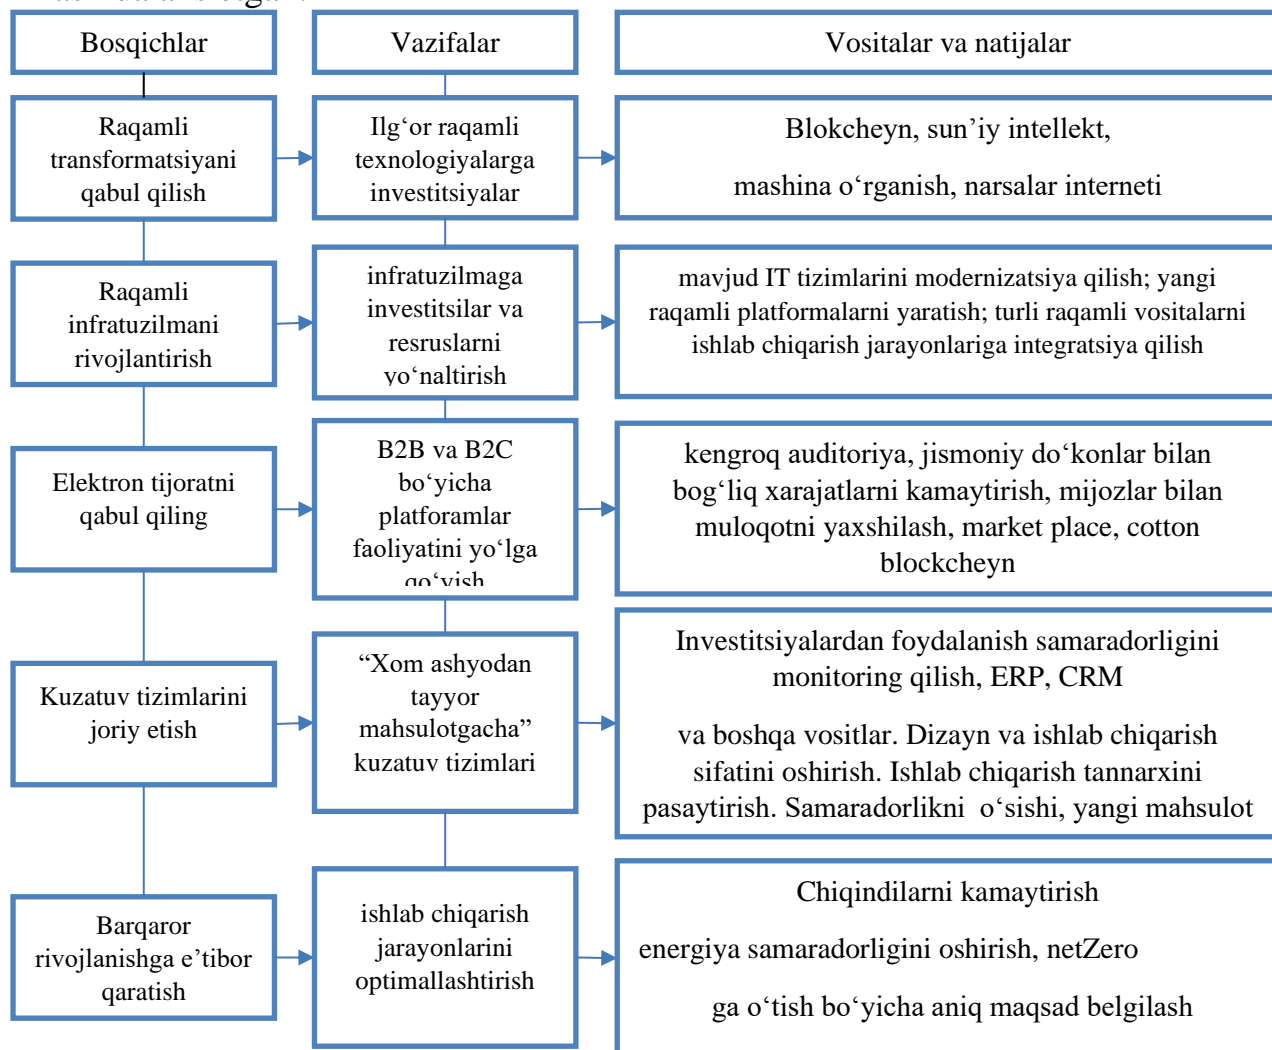 Bosqichlar
Vazifalar
Vositalar va natijalar
Raqamli
transformatsiyani
qabul qilish
Ilg‘or raqamli
texnologiyalarga
investitsiyalar
Blokcheyn, sun’iy intellekt,
mashina o‘rganish, narsalar interneti
Raqamli
infratuzilmani
rivojlantirish
infratuzilmaga
investitsilar va
resruslarni
yo‘naltirish
mavjud IT tizimlarini modernizatsiya qilish; yangi
raqamli platformalarni yaratish; turli raqamli vositalarni
ishlab chiqarish jarayonlariga integratsiya qilish
Elektron tijoratni
qabul qiling
B2B va B2C
bo‘yicha
platforamlar
faoliyatini yo‘lga
qo‘yish
kengroq auditoriya, jismoniy do‘konlar bilan
bog‘liq xarajatlarni kamaytirish, mijozlar bilan
muloqotni yaxshilash, market place, cotton
blockcheyn
Kuzatuv tizimlarini
joriy etish
“Xom ashyodan
tayyor
mahsulotgacha”
kuzatuv tizimlari
Investitsiyalardan foydalanish samaradorligini
monitoring qilish, ERP, CRM
va boshqa vositlar. Dizayn va ishlab chiqarish
sifatini oshirish. Ishlab chiqarish tannarxini
pasaytirish. Samaradorlikni o‘sishi, yangi mahsulot
Barqaror
rivojlanishga e’tibor
qaratish
ishlab chiqarish
jarayonlarini
optimallashtirish
Chiqindilarni kamaytirish
energiya samaradorligini oshirish, netZero
ga o‘tish bo‘yicha aniq maqsad belgilash